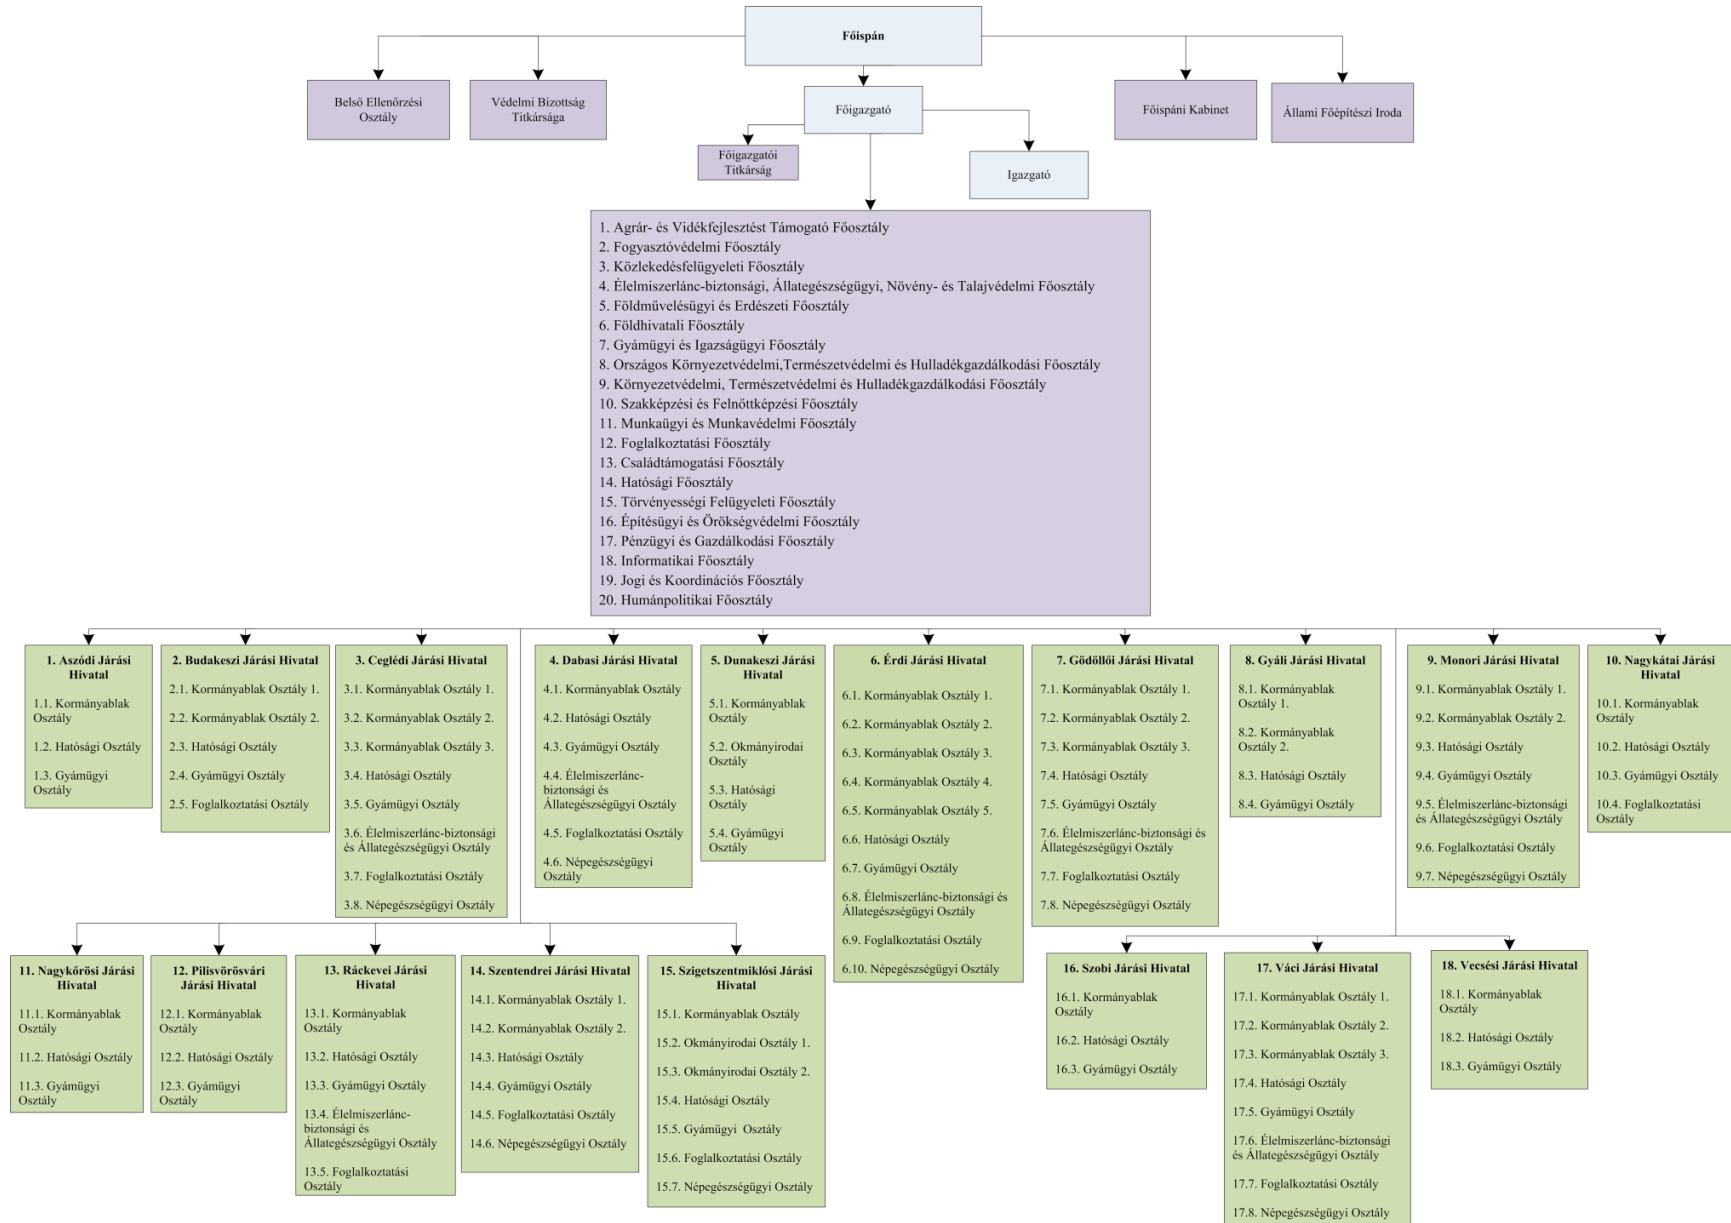 Főispán
Belső Ellenőrzési
Osztály
Védelmi Bizottság
Titkársága
Főigazgató
Főispáni Kabinet
Állami Főépítészi Iroda
Főigazgatói
Titkárság
Igazgató
1. Agrár- és Vidékfejlesztést Támogató Főosztály
2. Fogyasztóvédelmi Főosztály
3. Közlekedésfelügyeleti Főosztály
4. Élelmiszerlánc-biztonsági, Állategészségügyi, Növény- és Talajvédelmi Főosztály
5. Földművelésügyi és Erdészeti Főosztály
6. Földhivatali Főosztály
7. Gyámügyi és Igazságügyi Főosztály
8. Országos Környezetvédelmi,Természetvédelmi és Hulladékgazdálkodási Főosztály
9. Környezetvédelmi, Természetvédelmi és Hulladékgazdálkodási Főosztály
10. Szakképzési és Felnőttképzési Főosztály
11. Munkaügyi és Munkavédelmi Főosztály
12. Foglalkoztatási Főosztály
13. Családtámogatási Főosztály
14. Hatósági Főosztály
15. Törvényességi Felügyeleti Főosztály
16. Építésügyi és Örökségvédelmi Főosztály
17. Pénzügyi és Gazdálkodási Főosztály
18. Informatikai Főosztály
19. Jogi és Koordinációs Főosztály
20. Humánpolitikai Főosztály
1. Aszódi Járási
Hivatal
1.1. Kormányablak
Osztály
1.2. Hatósági Osztály
1.3. Gyámügyi
Osztály
2. Budakeszi Járási Hivatal
2.1. Kormányablak Osztály 1.
2.2. Kormányablak Osztály 2.
2.3. Hatósági Osztály
2.4. Gyámügyi Osztály
2.5. Foglalkoztatási Osztály
3. Ceglédi Járási Hivatal
3.1. Kormányablak Osztály 1.
3.2. Kormányablak Osztály 2.
3.3. Kormányablak Osztály 3.
3.4. Hatósági Osztály
3.5. Gyámügyi Osztály
3.6. Élelmiszerlánc-biztonsági
és Állategészségügyi Osztály
3.7. Foglalkoztatási Osztály
3.8. Népegészségügyi Osztály
4. Dabasi Járási Hivatal
4.1. Kormányablak Osztály
4.2. Hatósági Osztály
4.3. Gyámügyi Osztály
4.4. Élelmiszerlánc-
biztonsági és
Állategészségügyi Osztály
4.5. Foglalkoztatási Osztály
4.6. Népegészségügyi
Osztály
5. Dunakeszi Járási
Hivatal
5.1. Kormányablak
Osztály
5.2. Okmányirodai
Osztály
5.3. Hatósági
Osztály
5.4. Gyámügyi
Osztály
6. Érdi Járási Hivatal
6.1. Kormányablak Osztály 1.
6.2. Kormányablak Osztály 2.
6.3. Kormányablak Osztály 3.
6.4. Kormányablak Osztály 4.
6.5. Kormányablak Osztály 5.
6.6. Hatósági Osztály
6.7. Gyámügyi Osztály
6.8. Élelmiszerlánc-biztonsági és
Állategészségügyi Osztály
6.9. Foglalkoztatási Osztály
6.10. Népegészségügyi Osztály
7. Gödöllői Járási Hivatal
7.1. Kormányablak Osztály 1.
7.2. Kormányablak Osztály 2.
7.3. Kormányablak Osztály 3.
7.4. Hatósági Osztály
7.5. Gyámügyi Osztály
7.6. Élelmiszerlánc-biztonsági és
Állategészségügyi Osztály
7.7. Foglalkoztatási Osztály
7.8. Népegészségügyi Osztály
8. Gyáli Járási Hivatal
8.1. Kormányablak
Osztály 1.
8.2. Kormányablak
Osztály 2.
8.3. Hatósági Osztály
8.4. Gyámügyi Osztály
9. Monori Járási Hivatal
9.1. Kormányablak Osztály 1.
9.2. Kormányablak Osztály 2.
9.3. Hatósági Osztály
9.4. Gyámügyi Osztály
9.5. Élelmiszerlánc-biztonsági
és Állategészségügyi Osztály
9.6. Foglalkoztatási Osztály
9.7. Népegészségügyi Osztály
10. Nagykátai Járási
Hivatal
10.1. Kormányablak
Osztály
10.2. Hatósági Osztály
10.3. Gyámügyi Osztály
10.4. Foglalkoztatási
Osztály
11. Nagykőrösi Járási
Hivatal
11.1. Kormányablak
Osztály
11.2. Hatósági Osztály
11.3. Gyámügyi
Osztály
12. Pilisvörösvári
Járási Hivatal
12.1. Kormányablak
Osztály
12.2. Hatósági Osztály
12.3. Gyámügyi
Osztály
13. Ráckevei Járási
Hivatal
13.1. Kormányablak
Osztály
13.2. Hatósági Osztály
13.3. Gyámügyi Osztály
13.4. Élelmiszerlánc-
biztonsági és
Állategészségügyi Osztály
13.5. Foglalkoztatási
Osztály
14. Szentendrei Járási Hivatal
14.1. Kormányablak Osztály 1.
14.2. Kormányablak Osztály 2.
14.3. Hatósági Osztály
14.4. Gyámügyi Osztály
14.5. Foglalkoztatási Osztály
14.6. Népegészségügyi Osztály
15. Szigetszentmiklósi Járási
Hivatal
15.1. Kormányablak Osztály
15.2. Okmányirodai Osztály 1.
15.3. Okmányirodai Osztály 2.
15.4. Hatósági Osztály
15.5. Gyámügyi Osztály
15.6. Foglalkoztatási Osztály
15.7. Népegészségügyi Osztály
16. Szobi Járási Hivatal
16.1. Kormányablak
Osztály
16.2. Hatósági Osztály
16.3. Gyámügyi Osztály
17. Váci Járási Hivatal
17.1. Kormányablak Osztály 1.
17.2. Kormányablak Osztály 2.
17.3. Kormányablak Osztály 3.
17.4. Hatósági Osztály
17.5. Gyámügyi Osztály
17.6. Élelmiszerlánc-biztonsági
és Állategészségügyi Osztály
17.7. Foglalkoztatási Osztály
17.8. Népegészségügyi Osztály
18. Vecsési Járási Hivatal
18.1. Kormányablak
Osztály
18.2. Hatósági Osztály
18.3. Gyámügyi Osztály